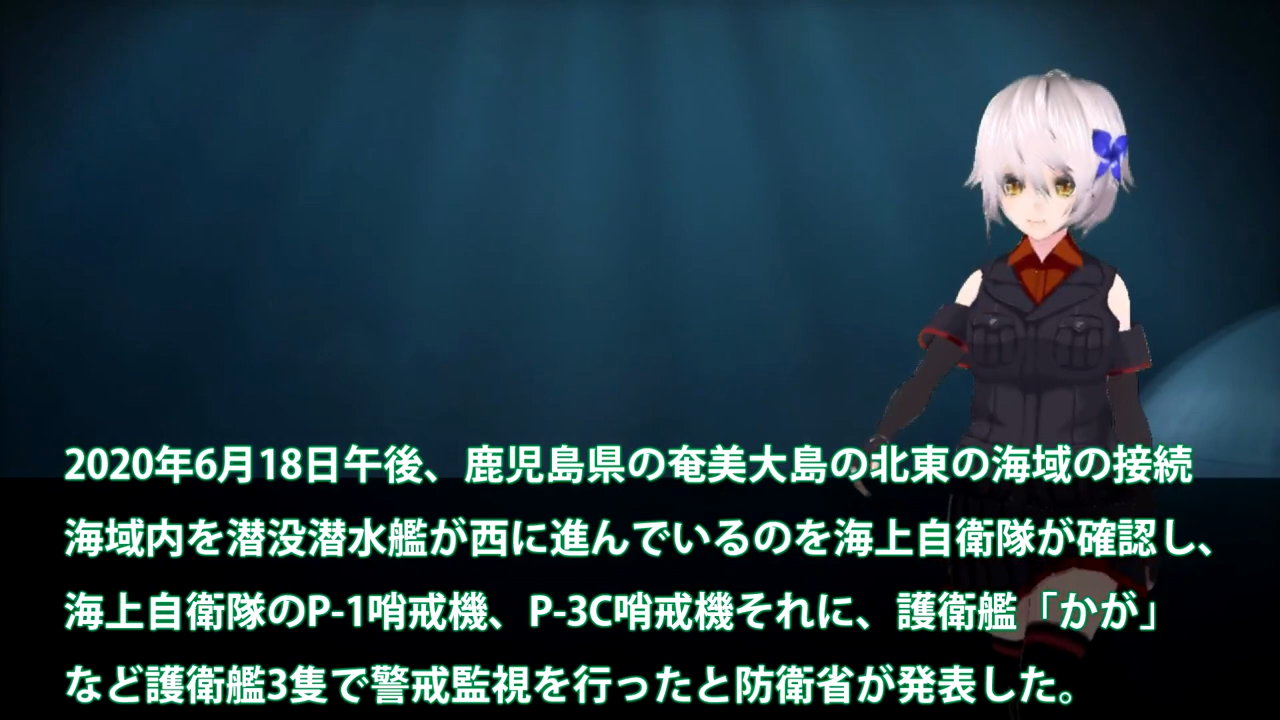 2020年6月18日午後、鹿児島県の奄美大島の北東の海域の接続
海域内を潜没潜水艦が西に進んでいるのを海上自衛隊が確認し、
海上自衛隊のP-1哨戒機、P-3C哨戒機それに、護衛艦「かが」
など護衛艦3隻で警戒監視を行ったと防衛省が発表した。